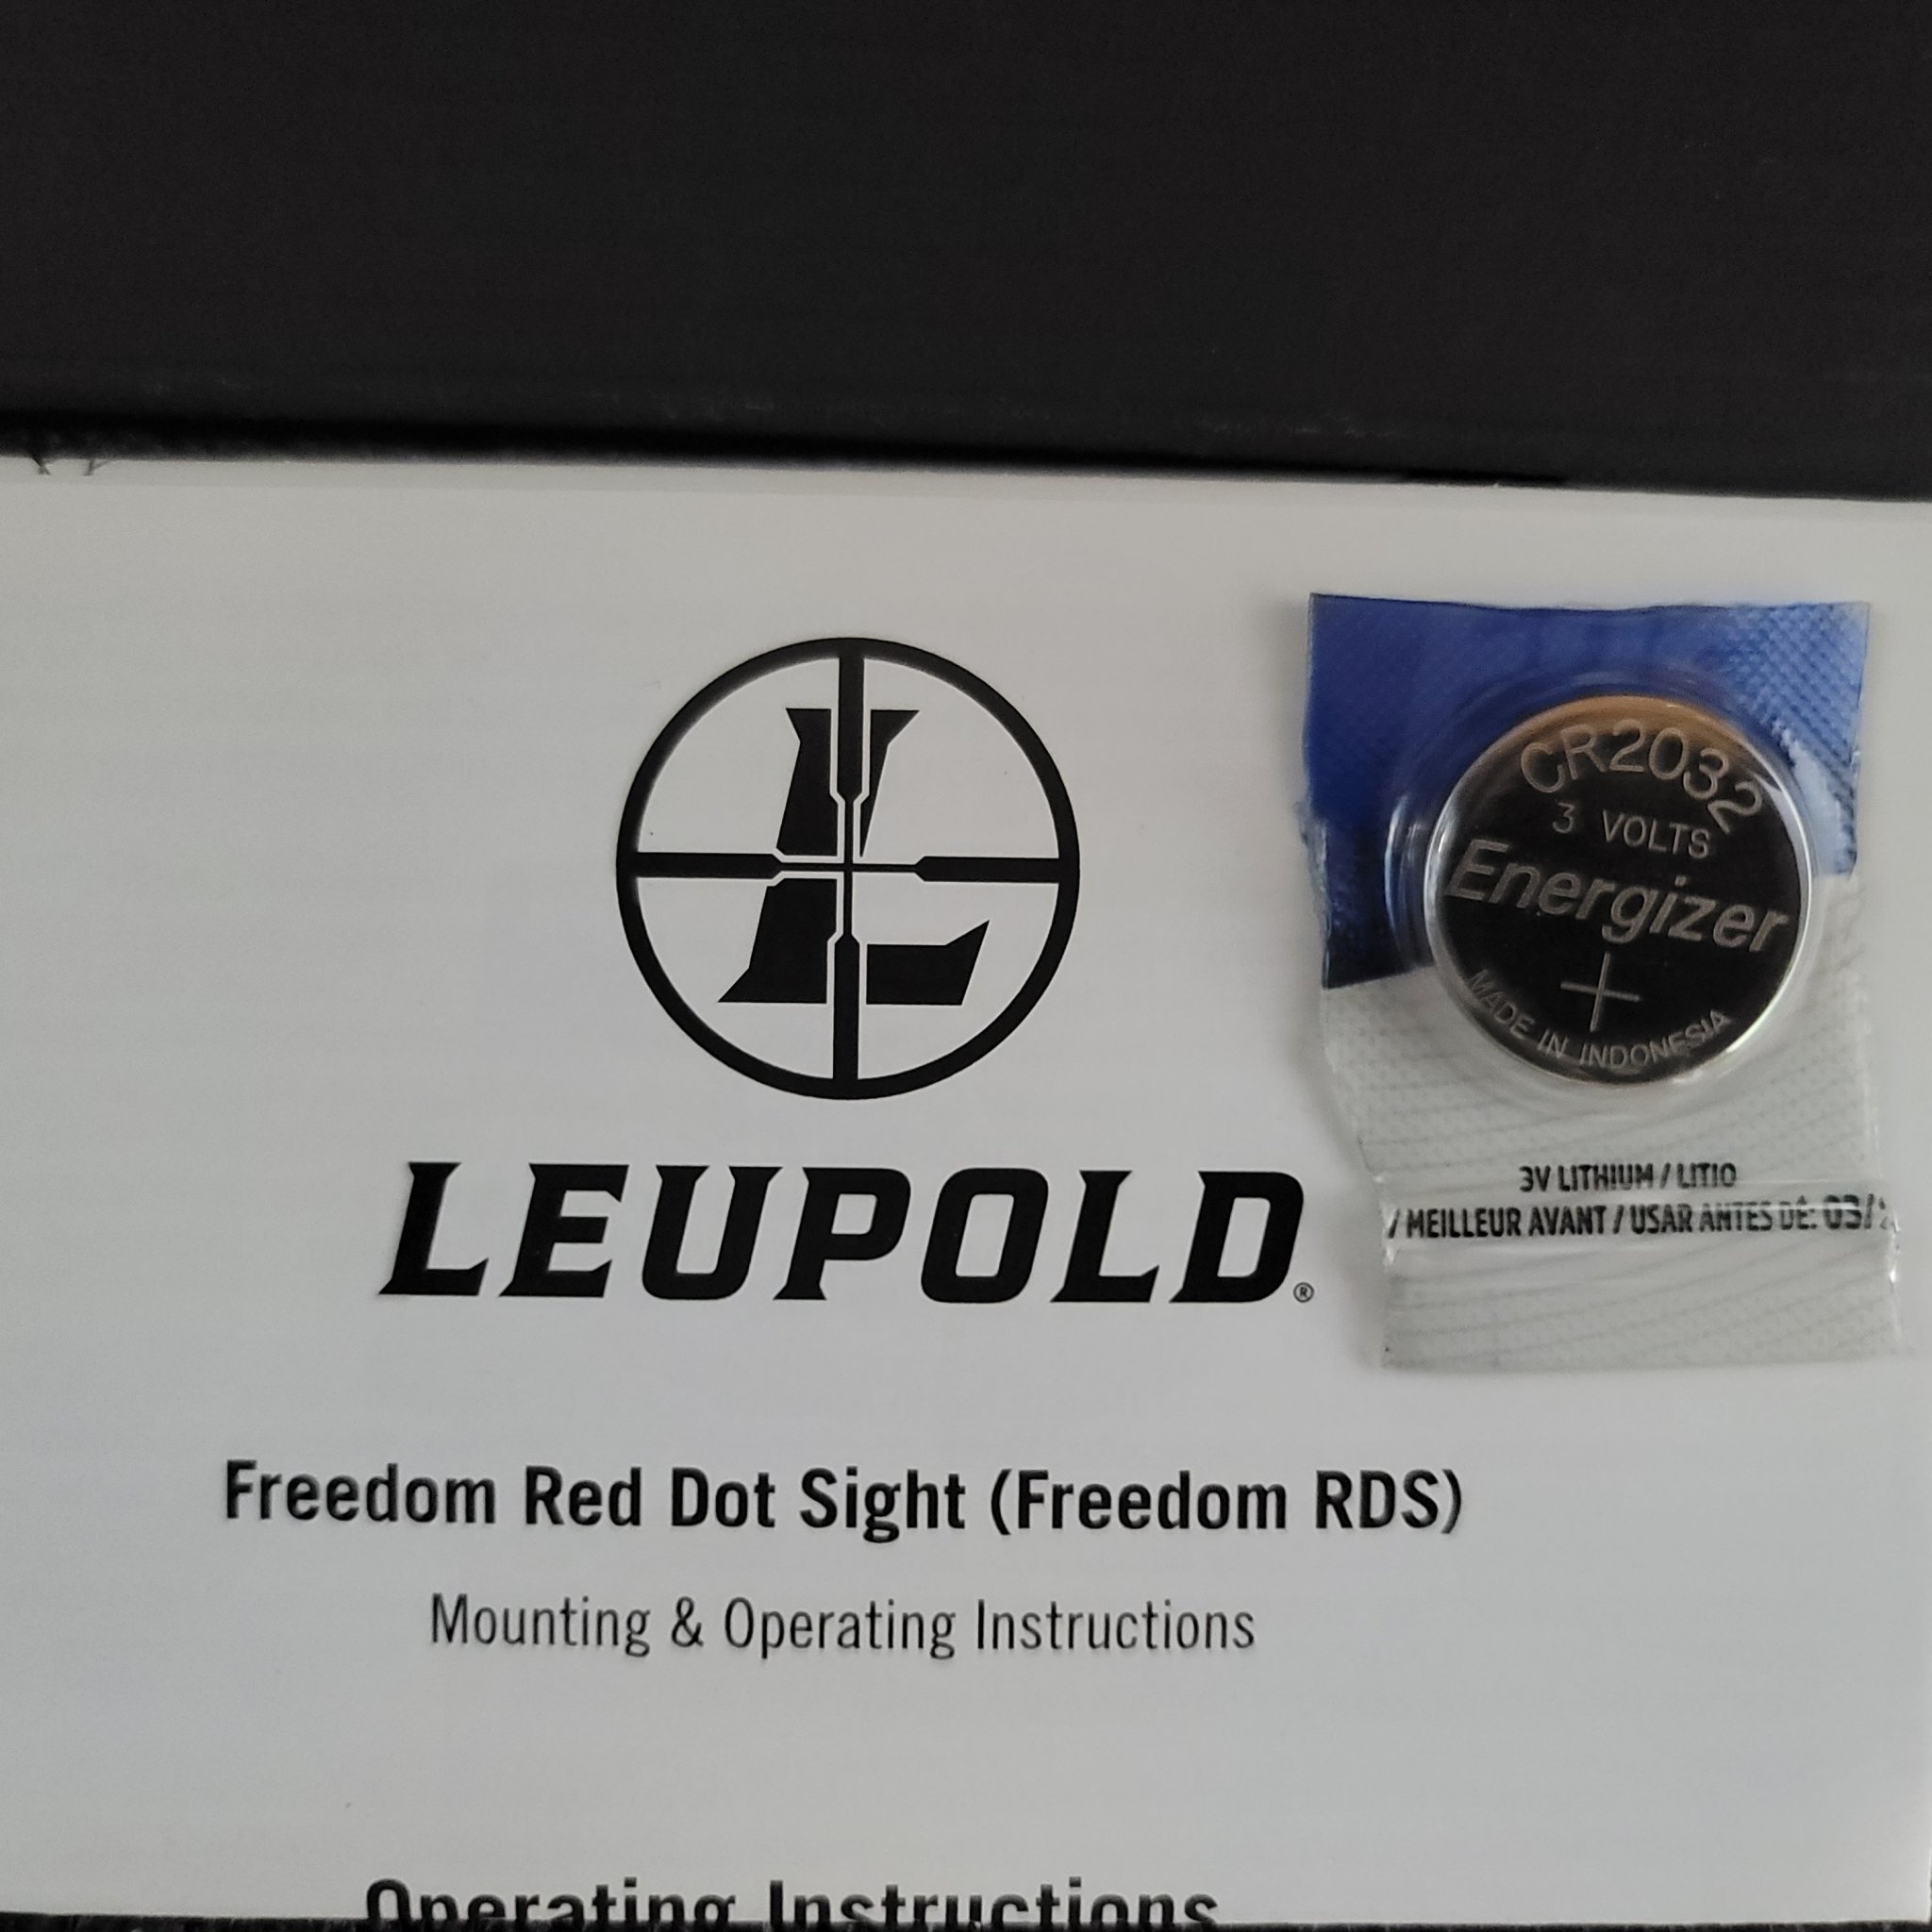 CR2032
3 VOLTS
Energizer
+
MADE IN INDONESIA
3V LITHIUM / LITIO
/ MEILLEUR AVANT / USAR ANTES DE: 03/
LEUPOLD®
Freedom Red Dot Sight (Freedom RDS)
Mounting & Operating Instructions
Operating Instructions